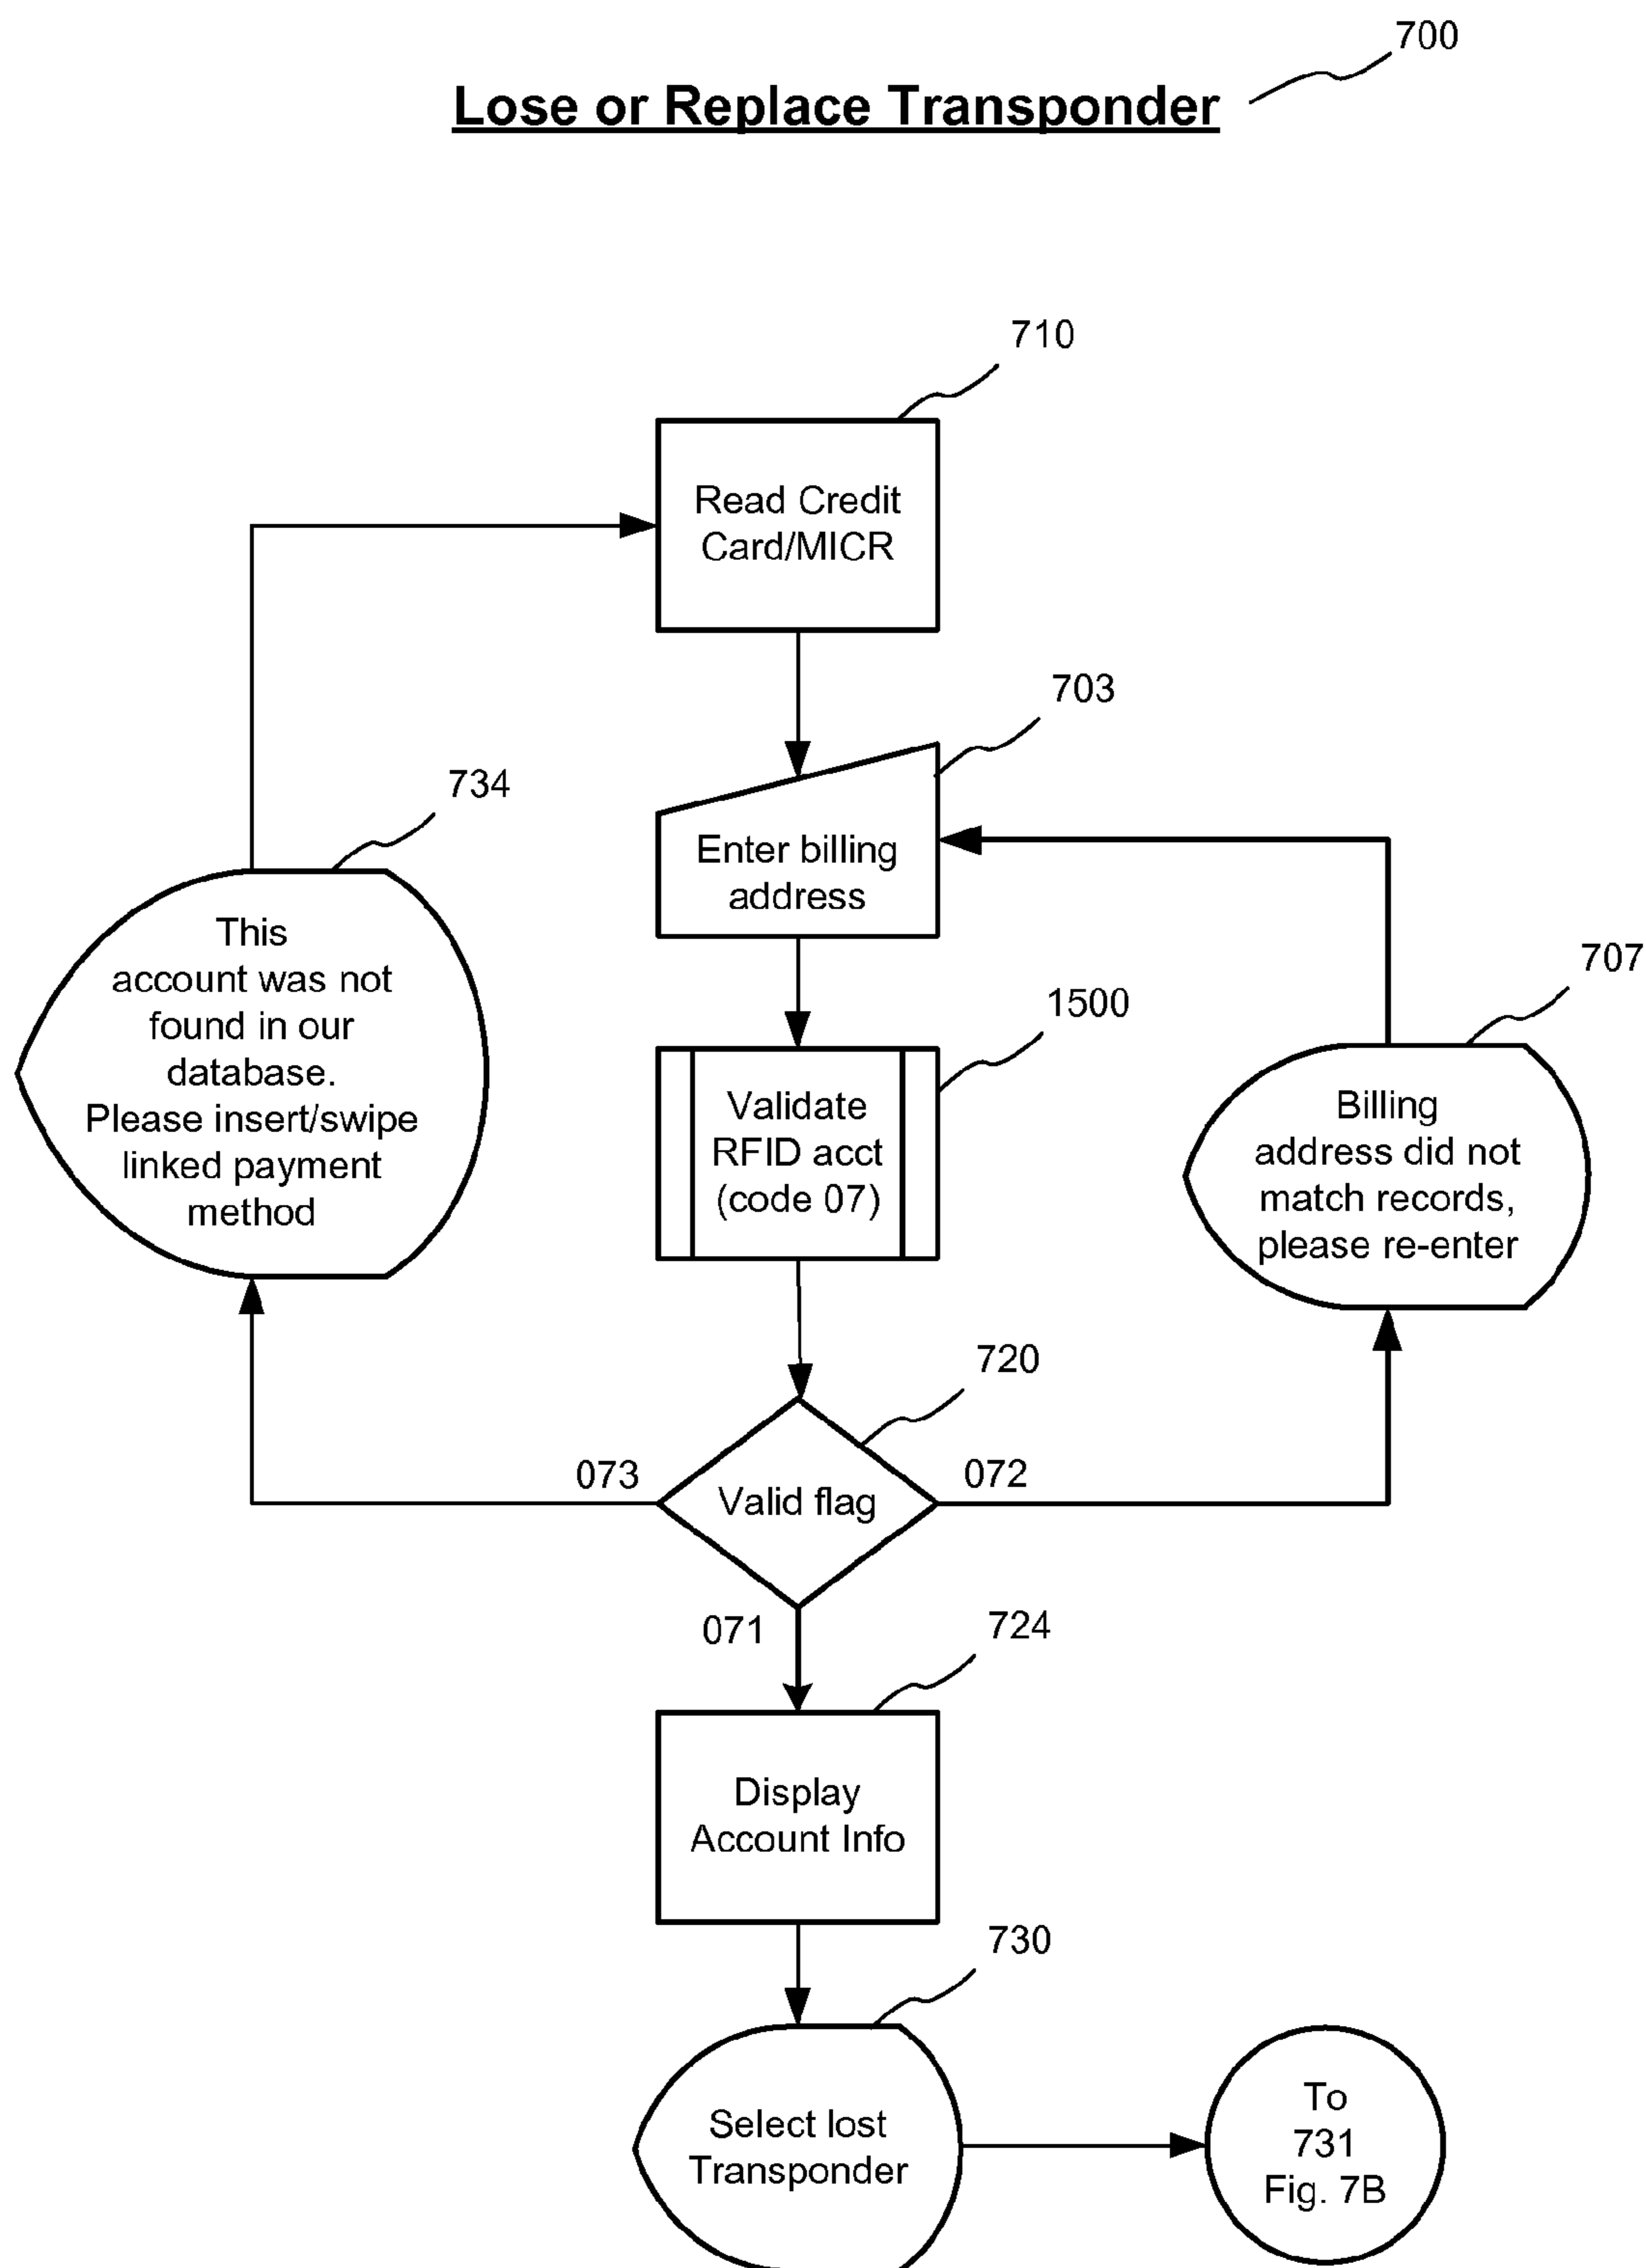 700
Lose or Replace Transponder
710
Read Credit
Card/MICR
703
Enter billing
address
734
This
account was not
found in our
database.
Please insert/swipe
linked payment
method
1500
Validate
RFID acct
(code 07)
707
Billing
address did not
match records,
please re-enter
720
Valid flag
073
072
071
724
Display
Account Info
730
Select lost
Transponder
To
731
Fig. 7B